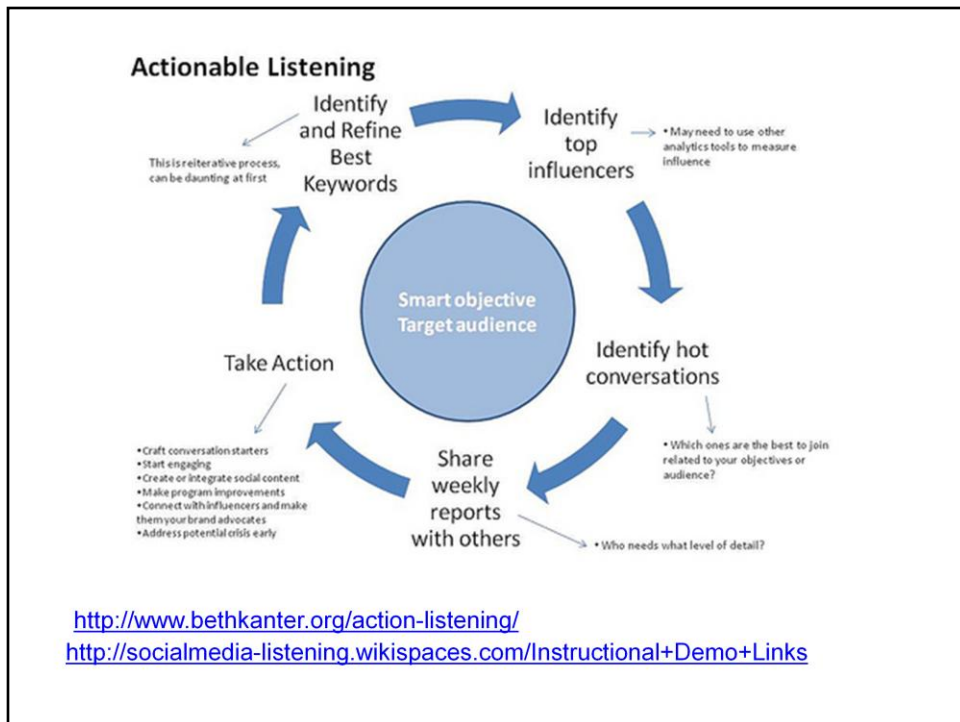 Actionable Listening
Identify
and Refine
Best
Keywords
This is reiterative process,
can be daunting at first
Identify
top
influencers
• May need to use other
analytics tools to measure
influence
Smart objective
Target audience
Identify hot
conversations
• Which ones are the best to join
related to your objectives or
audience?
Share
weekly
reports
with others
• Who needs what level of detail?
Take Action
•Craft conversation starters
•Start engaging
•Create or integrate social content
•Make program improvements
•Connect with influencers and make
them your brand advocates
•Address potential crisis early
http://www.bethkanter.org/action-listening/
http://socialmedia-listening.wikispaces.com/Instructional+Demo+Links